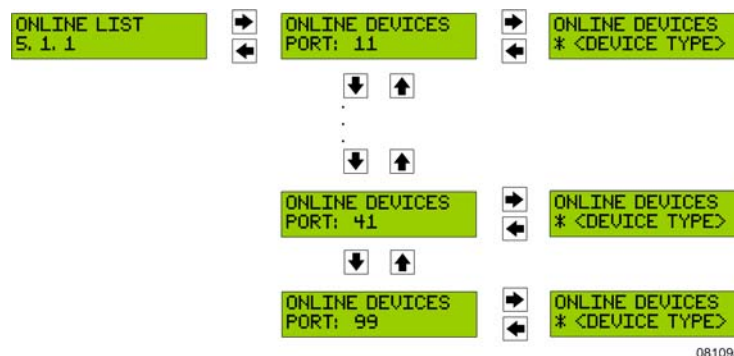 ONLINE LIST
5. 1. 1
ONLINE DEVICES
PORT: 11
ONLINE DEVICES
* <DEVICE TYPE>
.
.
.
ONLINE DEVICES
PORT: 41
ONLINE DEVICES
* <DEVICE TYPE>
ONLINE DEVICES
PORT: 99
ONLINE DEVICES
* <DEVICE TYPE>
08109